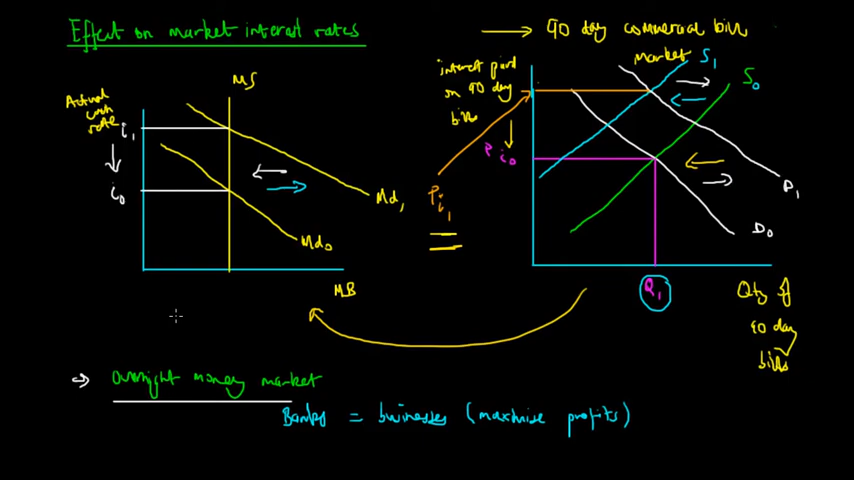 Effect on market interest rates
90 day commercial bill
market
Actual
cash
rate
MS
i₁
i₀
Md₁
Md₀
MB
interest paid
on 90 day
bills
P i₀
P i₁
S₁
S₀
D₁
D₀
Q₁
Qty of
90 day
bills
⇒ Overnight money market
Banks = businesses (maximise profits)